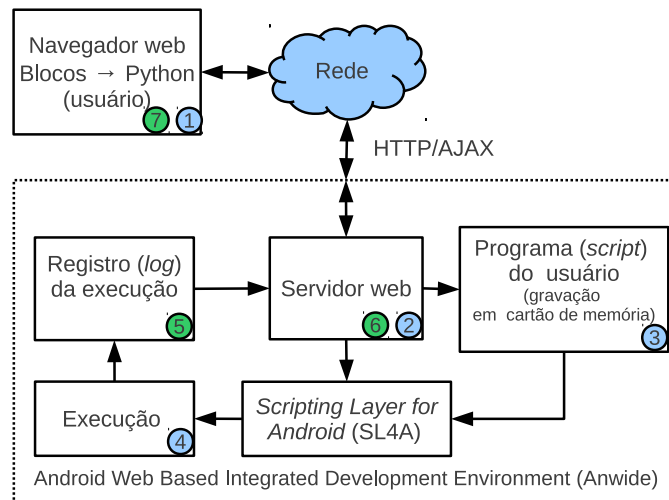 Navegador web
Blocos → Python
(usuário)
7 1
Rede
HTTP/AJAX
Registro (log)
da execução
5
Servidor web
6 2
Programa (script)
do usuário
(gravação
em cartão de memória)
3
Execução
4
Scripting Layer for
Android (SL4A)
Android Web Based Integrated Development Environment (Anwide)